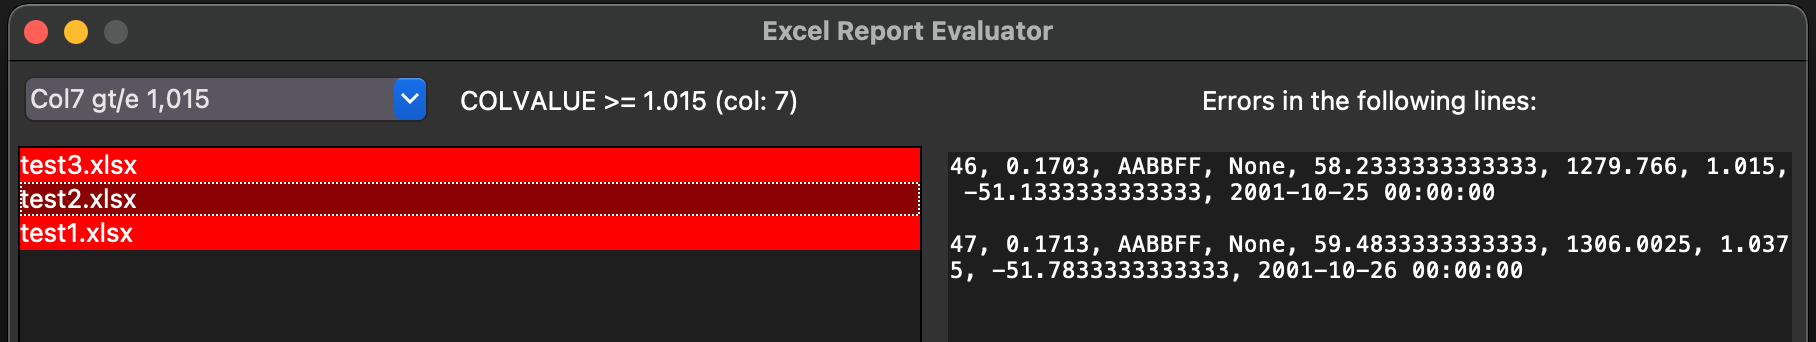 Excel Report Evaluator
Col7 gt/e 1,015
COLVALUE >= 1.015 (col: 7)
Errors in the following lines:
test3.xlsx
test2.xlsx
test1.xlsx
46, 0.1703, AABBFF, None, 58.2333333333333, 1279.766, 1.015,
-51.1333333333333, 2001-10-25 00:00:00
47, 0.1713, AABBFF, None, 59.4833333333333, 1306.0025, 1.037
5, -51.7833333333333, 2001-10-26 00:00:00